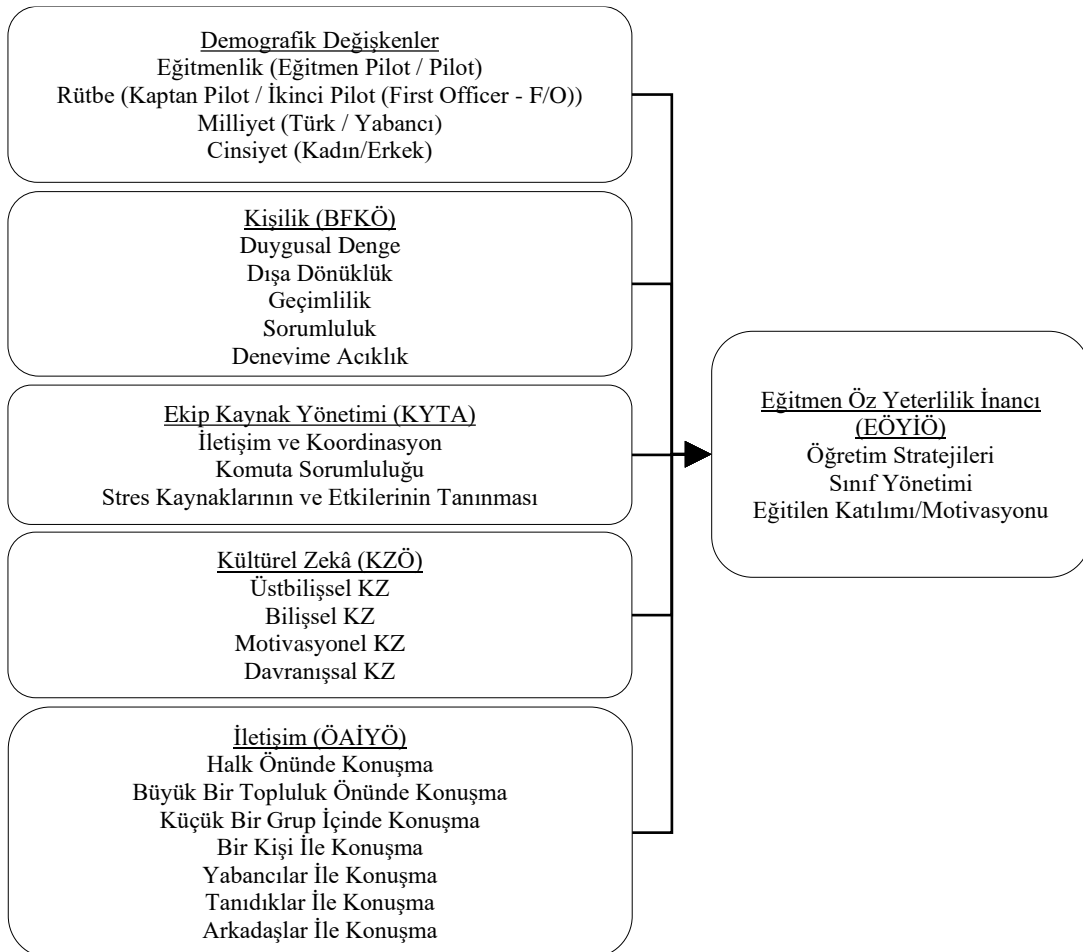 Demografik Değişkenler
Eğitmenlik (Eğitmen Pilot / Pilot)
Rütbe (Kaptan Pilot / İkinci Pilot (First Officer - F/O))
Milliyet (Türk / Yabancı)
Cinsiyet (Kadın/Erkek)
Kişilik (BFKÖ)
Duygusal Denge
Dışa Dönüklük
Geçimlilik
Sorumluluk
Denevime Acıklık
Ekip Kaynak Yönetimi (KYTA)
İletişim ve Koordinasyon
Komuta Sorumluluğu
Stres Kaynaklarının ve Etkilerinin Tanınması
Kültürel Zekâ (KZÖ)
Üstbilişsel KZ
Bilişsel KZ
Motivasyonel KZ
Davranışsal KZ
İletişim (ÖAİYÖ)
Halk Önünde Konuşma
Büyük Bir Topluluk Önünde Konuşma
Küçük Bir Grup İçinde Konuşma
Bir Kişi İle Konuşma
Yabancılar İle Konuşma
Tanıdıklar İle Konuşma
Arkadaşlar İle Konuşma
Eğitmen Öz Yeterlilik İnancı
(EÖYİÖ)
Öğretim Stratejileri
Sınıf Yönetimi
Eğitilen Katılımı/Motivasyonu